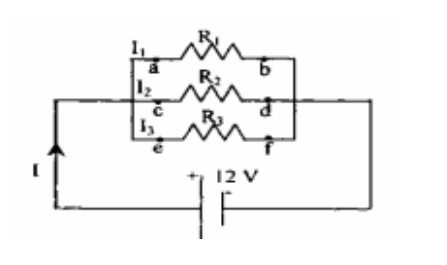 I₁ R₁
a b
I₂ R₂
c d
I₃ R₃
e f
I + 12 V -